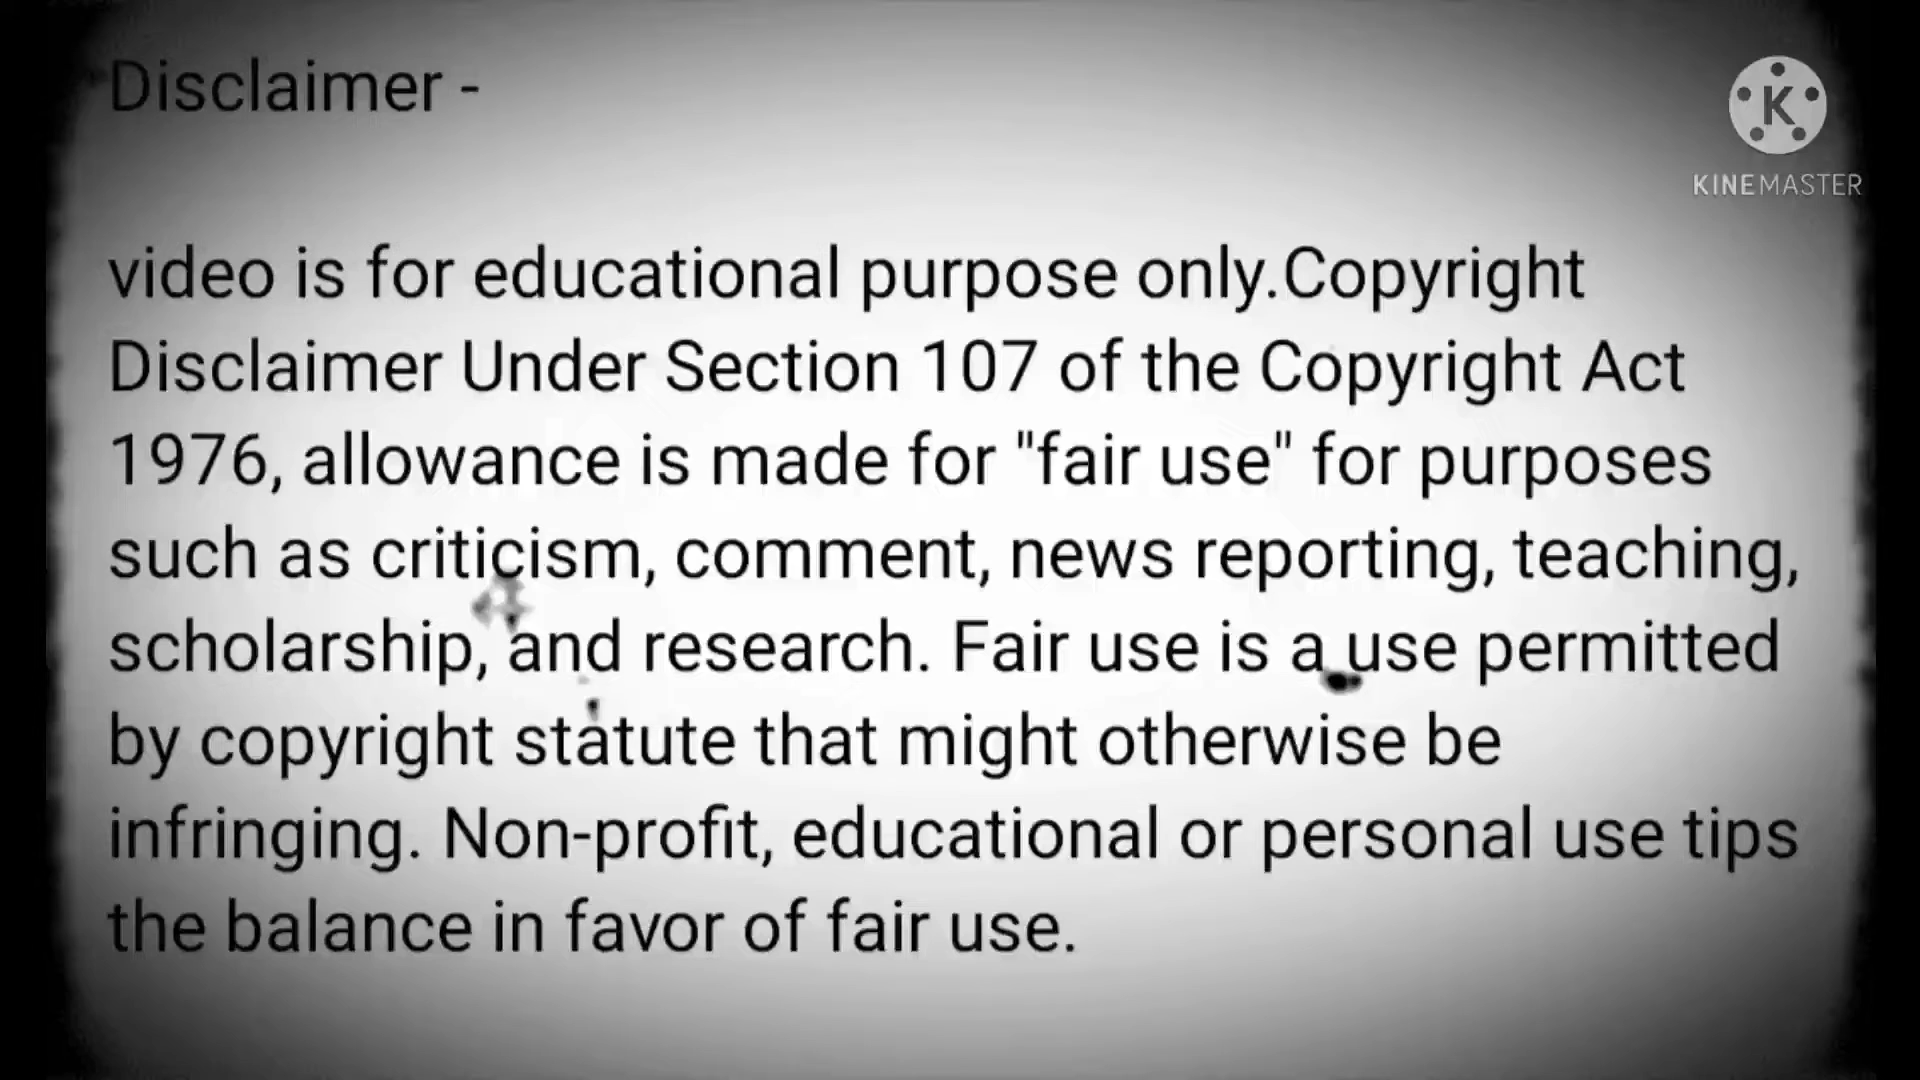 Disclaimer -
K
KINEMASTER
video is for educational purpose only.Copyright
Disclaimer Under Section 107 of the Copyright Act
1976, allowance is made for "fair use" for purposes
such as criticism, comment, news reporting, teaching,
scholarship, and research. Fair use is a use permitted
by copyright statute that might otherwise be
infringing. Non-profit, educational or personal use tips
the balance in favor of fair use.